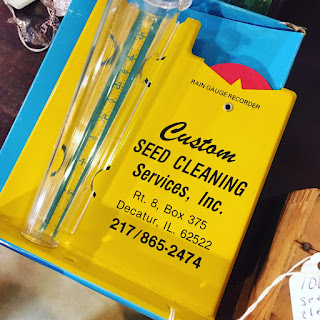 RAIN GAUGE RECORDER
Custom
SEED CLEANING
Services, Inc.
Rt. 8, Box 375
Decatur, IL. 62522
217/865-2474